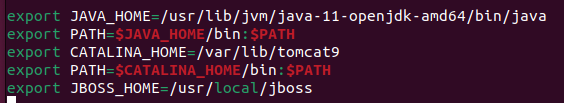 export JAVA_HOME=/usr/lib/jvm/java-11-openjdk-amd64/bin/java
export PATH=$JAVA_HOME/bin:$PATH
export CATALINA_HOME=/var/lib/tomcat9
export PATH=$CATALINA_HOME/bin:$PATH
export JBOSS_HOME=/usr/local/jboss